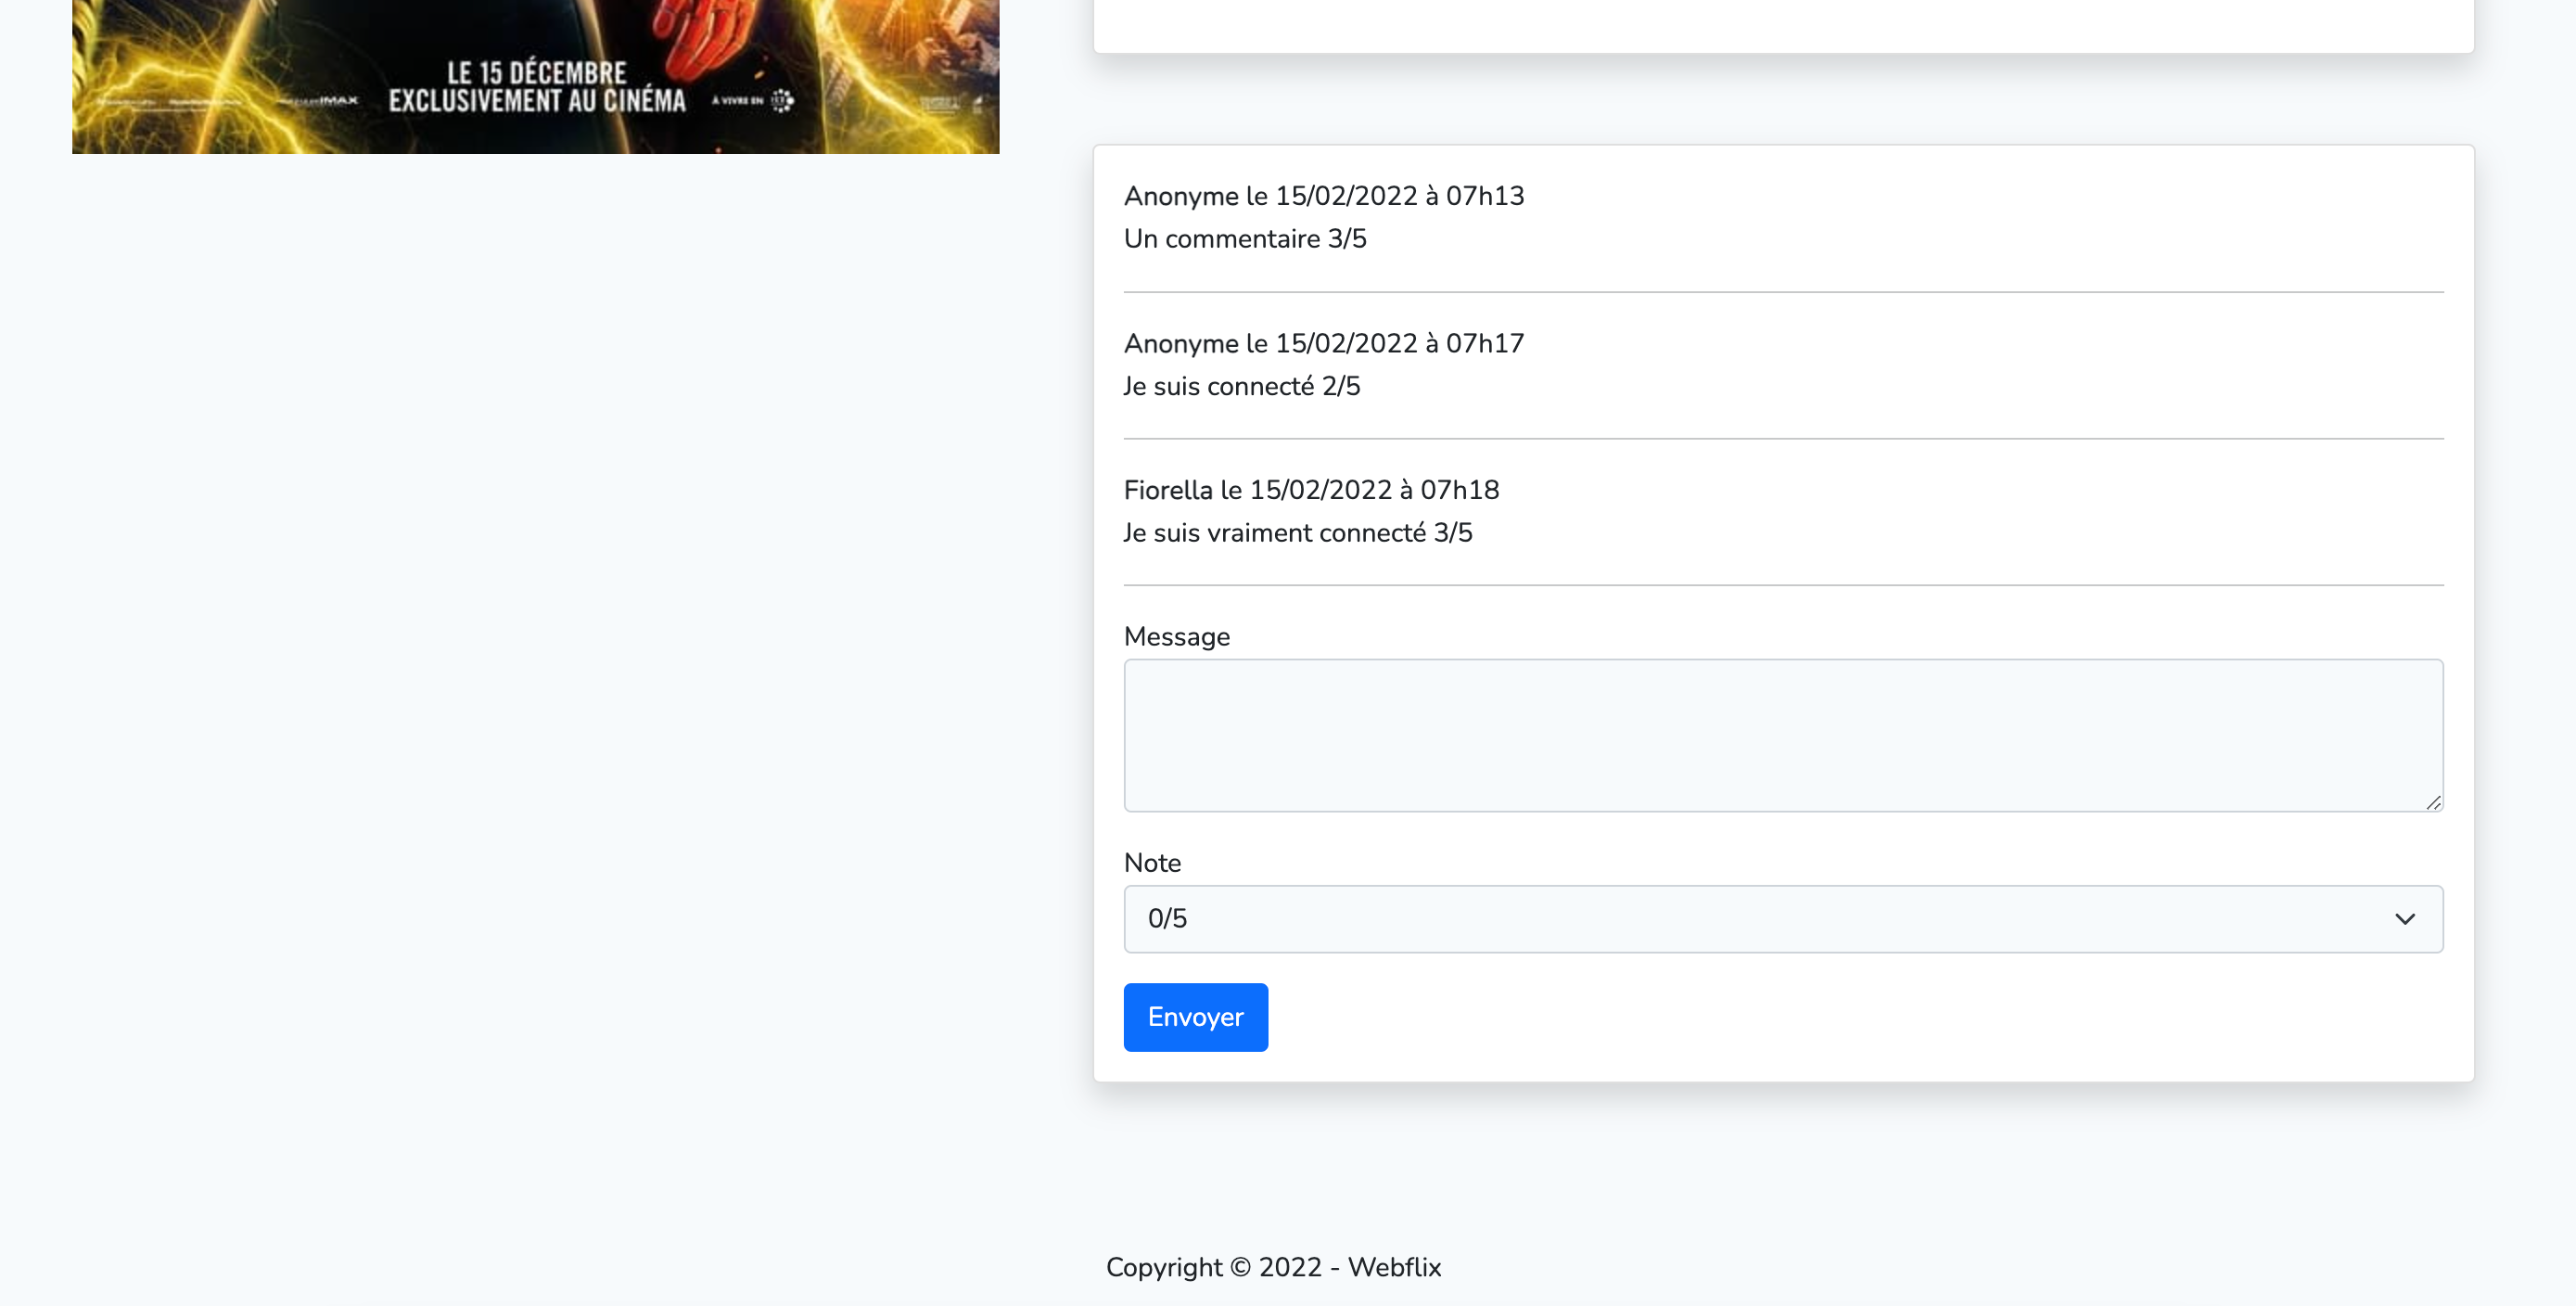 LE 15 DÉCEMBRE
EXCLUSIVEMENT AU CINÉMA
IMAX
À VIVRE EN
Anonyme le 15/02/2022 à 07h13
Un commentaire 3/5
Anonyme le 15/02/2022 à 07h17
Je suis connecté 2/5
Fiorella le 15/02/2022 à 07h18
Je suis vraiment connecté 3/5
Message
Note
0/5
Envoyer
Copyright © 2022 - Webflix